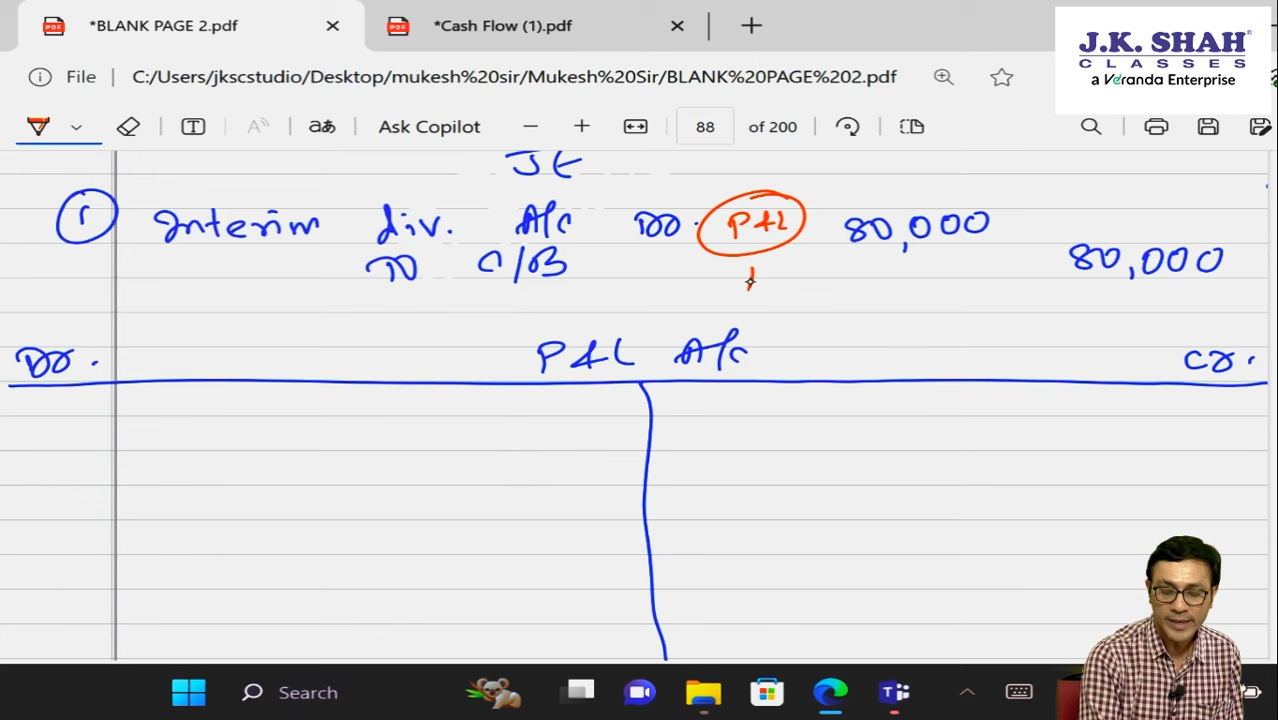 *BLANK PAGE 2.pdf
*Cash Flow (1).pdf
J.K. SHAH
CLASSES
a Veranda Enterprise
File C:/Users/jkscstudio/Desktop/mukesh%20sir/Mukesh%20Sir/BLANK%20PAGE%202.pdf
aあ Ask Copilot 88 of 200
JE
① Interim div. A/c Dr. P&L 80,000
To C/B 80,000
Dr. P&L A/c Cr.
Search